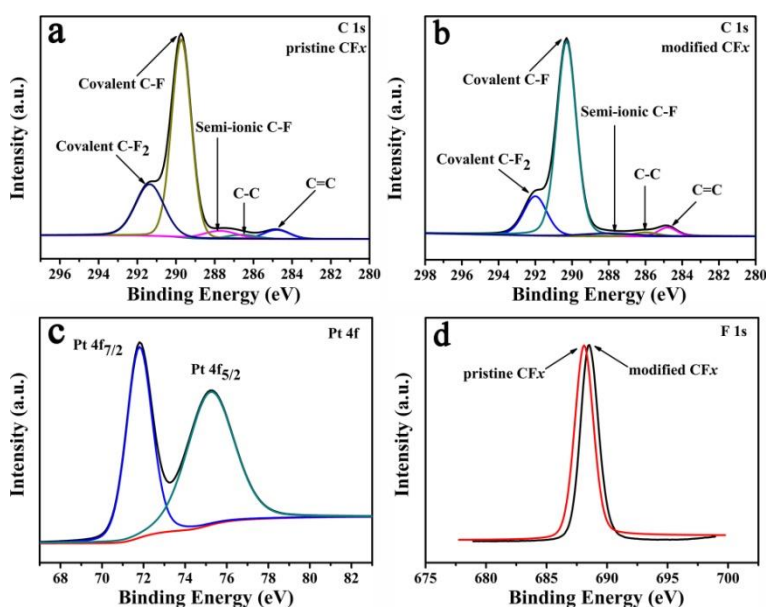 a
C 1s
pristine CFx
Covalent C-F
Semi-ionic C-F
Covalent C-F2
C-C
C=C
Intensity (a.u.)
296 294 292 290 288 286 284 282 280
Binding Energy (eV)
b
C 1s
modified CFx
Covalent C-F
Semi-ionic C-F
Covalent C-F2
C-C
C=C
Intensity (a.u.)
298 296 294 292 290 288 286 284 282 280
Binding Energy (eV)
c
Pt 4f
Pt 4f7/2
Pt 4f5/2
Intensity (a.u.)
68 70 72 74 76 78 80 82
Binding Energy (eV)
d
F 1s
pristine CFx
modified CFx
Intensity (a.u.)
675 680 685 690 695 700
Binding Energy (eV)